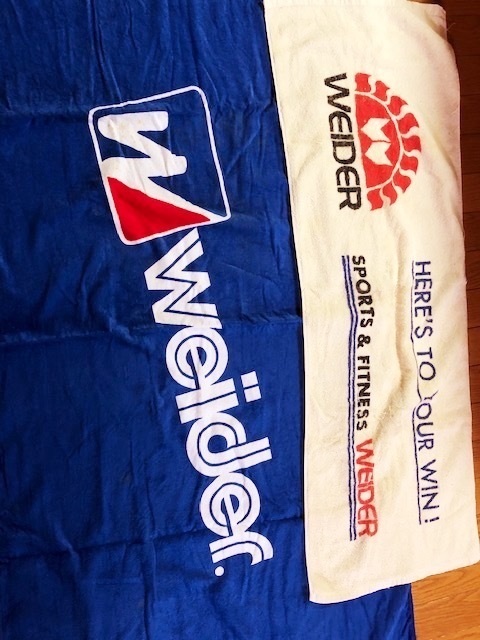 weider.
WEIDER
HERE'S TO YOUR WIN!
SPORTS & FITNESS WEIDER